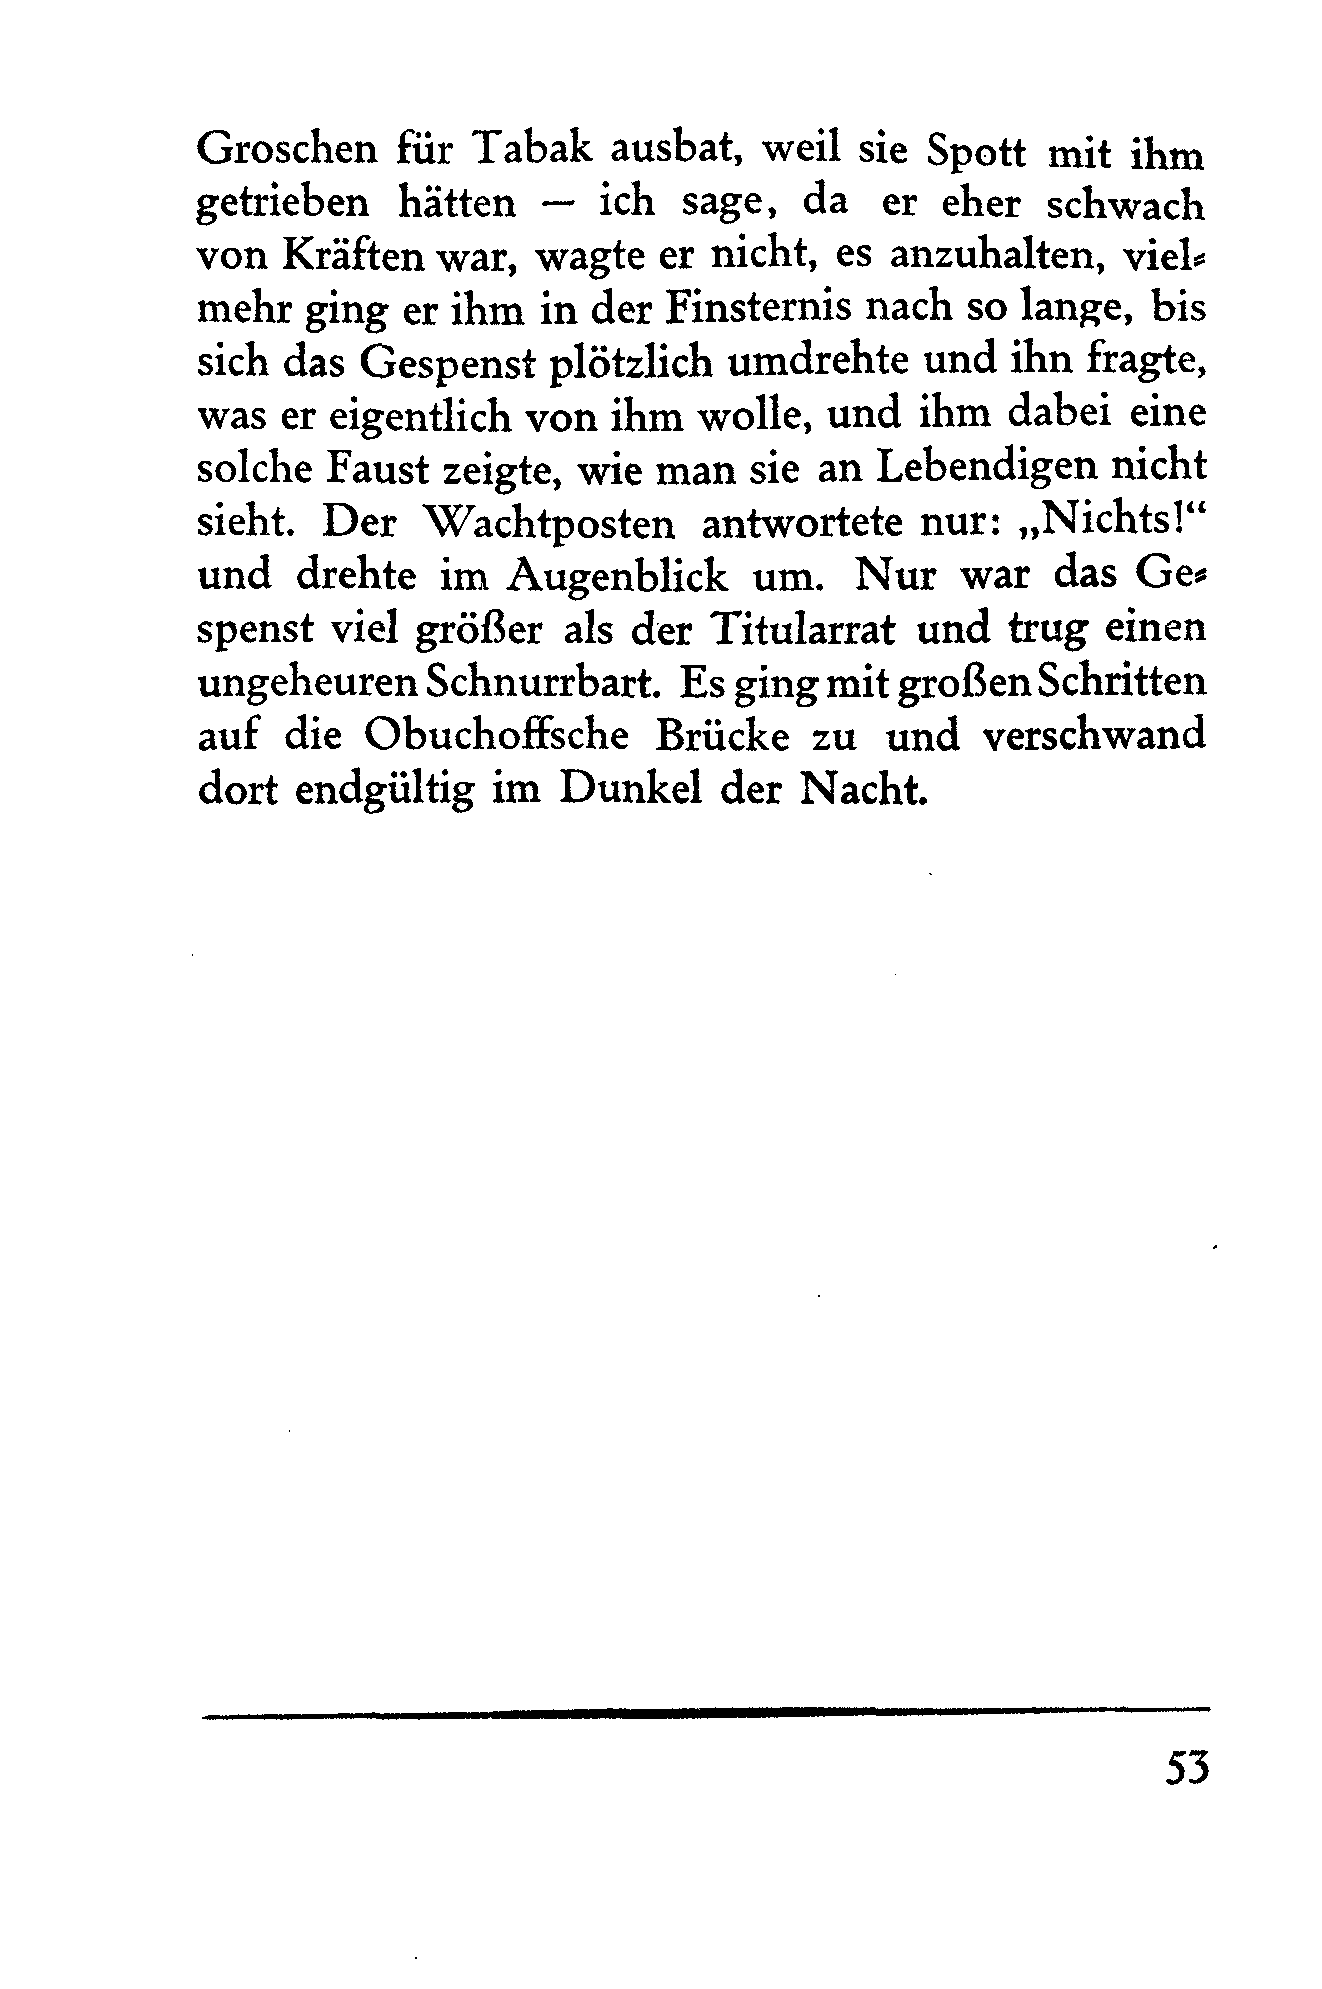 Groschen für Tabak ausbat, weil sie Spott mit ihm
getrieben hätten — ich sage, da er eher schwach
von Kräften war, wagte er nicht, es anzuhalten, viel⸗
mehr ging er ihm in der Finsternis nach so lange, bis
sich das Gespenst plötzlich umdrehte und ihn fragte,
was er eigentlich von ihm wolle, und ihm dabei eine
solche Faust zeigte, wie man sie an Lebendigen nicht
sieht. Der Wachtposten antwortete nur: „Nichts!“
und drehte im Augenblick um. Nur war das Ge⸗
spenst viel größer als der Titularrat und trug einen
ungeheuren Schnurrbart. Es ging mit großen Schritten
auf die Obuchoffsche Brücke zu und verschwand
dort endgültig im Dunkel der Nacht.
53